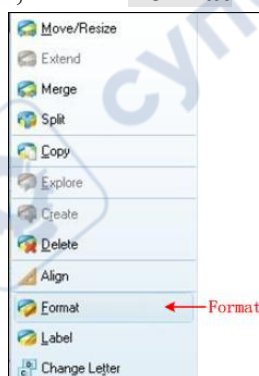 Move/Resize
Extend
Merge
Split
Copy
Explore
Create
Delete
Align
Format
Format
Label
Change Letter